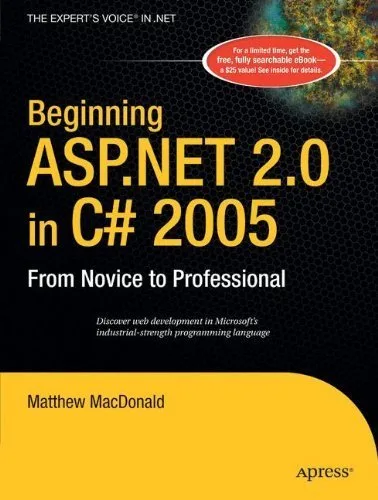 THE EXPERT'S VOICE® IN .NET
For a limited time, get the
free, fully searchable eBook—
a $25 value! See inside for details.
Beginning
ASP.NET 2.0
in C# 2005
From Novice to Professional
Discover web development in Microsoft's
industrial-strength programming language
Matthew MacDonald
Apress®